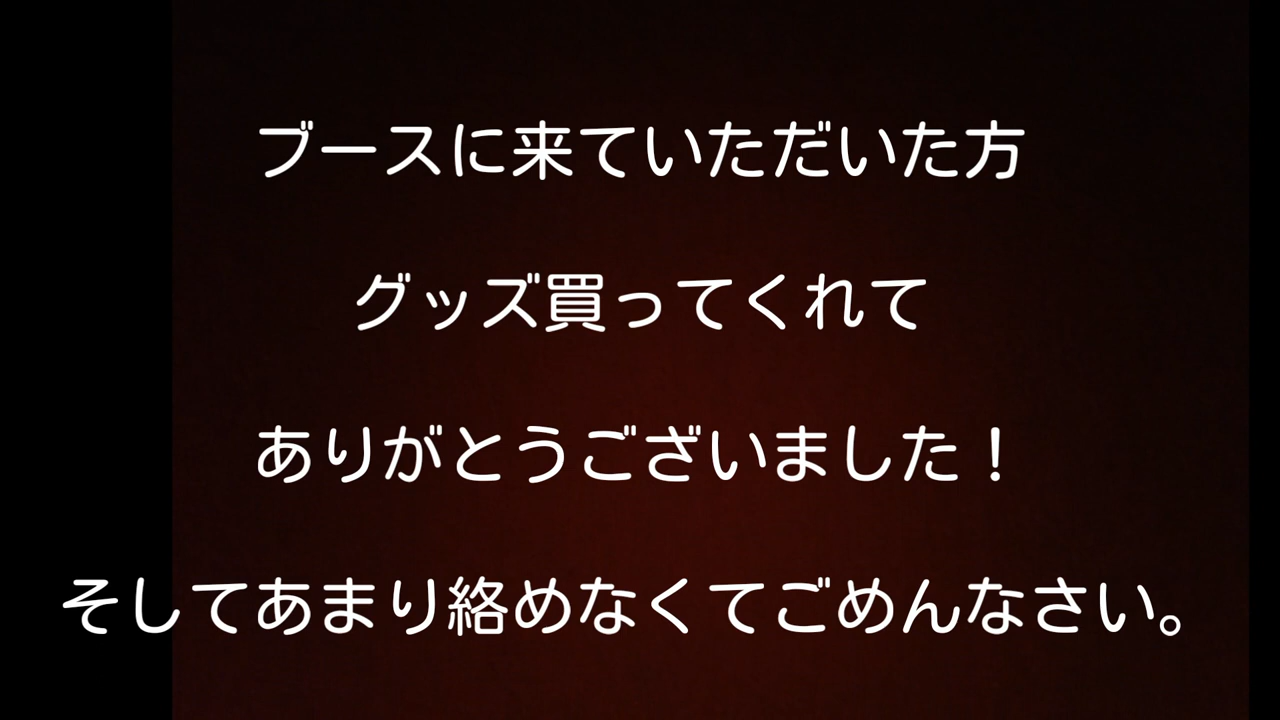 ブースに来ていただいた方
グッズ買ってくれて
ありがとうございました！
そしてあまり絡めなくてごめんなさい。